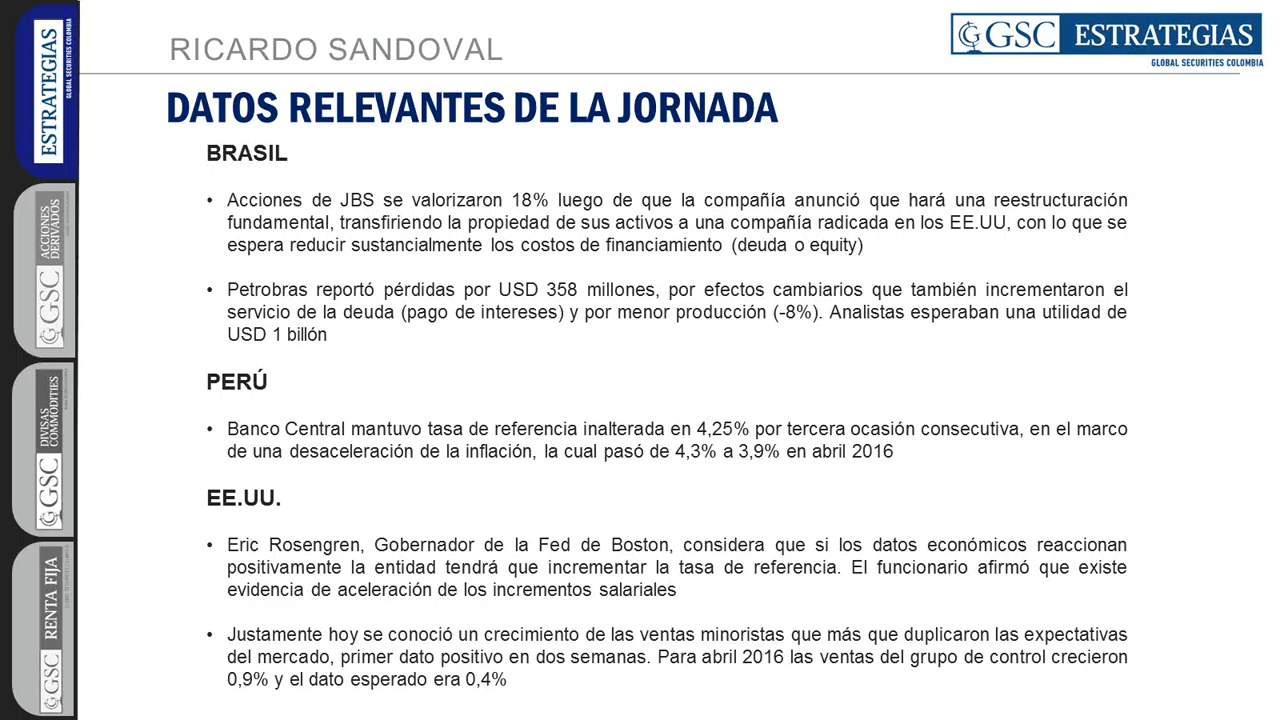 RICARDO SANDOVAL
GSC ESTRATEGIAS
GLOBAL SECURITIES COLOMBIA
DATOS RELEVANTES DE LA JORNADA
BRASIL
• Acciones de JBS se valorizaron 18% luego de que la compañía anunció que hará una reestructuración
fundamental, transfiriendo la propiedad de sus activos a una compañía radicada en los EE.UU, con lo que se
espera reducir sustancialmente los costos de financiamiento (deuda o equity)
• Petrobras reportó pérdidas por USD 358 millones, por efectos cambiarios que también incrementaron el
servicio de la deuda (pago de intereses) y por menor producción (-8%). Analistas esperaban una utilidad de
USD 1 billón
PERÚ
• Banco Central mantuvo tasa de referencia inalterada en 4,25% por tercera ocasión consecutiva, en el marco
de una desaceleración de la inflación, la cual pasó de 4,3% a 3,9% en abril 2016
EE.UU.
• Eric Rosengren, Gobernador de la Fed de Boston, considera que si los datos económicos reaccionan
positivamente la entidad tendrá que incrementar la tasa de referencia. El funcionario afirmó que existe
evidencia de aceleración de los incrementos salariales
• Justamente hoy se conoció un crecimiento de las ventas minoristas que más que duplicaron las expectativas
del mercado, primer dato positivo en dos semanas. Para abril 2016 las ventas del grupo de control crecieron
0,9% y el dato esperado era 0,4%
ESTRATEGIAS
GLOBAL SECURITIES COLOMBIA
GSC ACCIONES
DERIVADOS
GSC DIVISAS
COMMODITIES
GSC RENTA FIJA